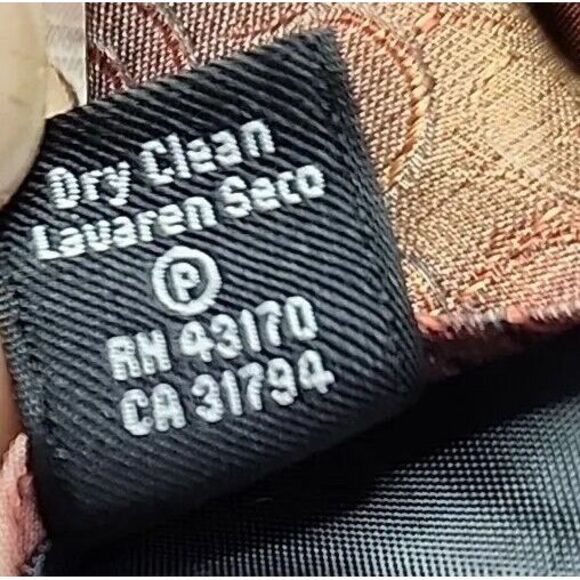 Dry Clean
Lavaren Seco
P
RN 43170
CA 31794